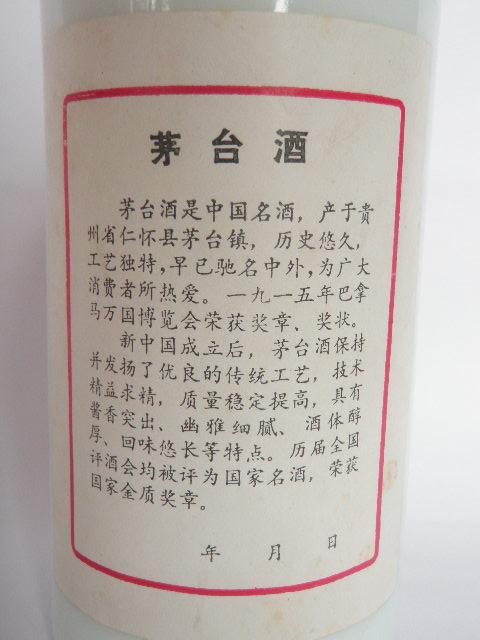 茅台酒
茅台酒是中国名酒，产于贵
州省仁怀县茅台镇，历史悠久，
工艺独特，早已驰名中外，为广大
消费者所热爱。一九一五年巴拿
马万国博览会荣获奖章、奖状。
新中国成立后，茅台酒保持
并发扬了优良的传统工艺，技术
精益求精，质量稳定提高，具有
酱香突出、幽雅细腻、酒体醇
厚、回味悠长等特点。历届全国
评酒会均被评为国家名酒，荣获
国家金质奖章。
年 月 日